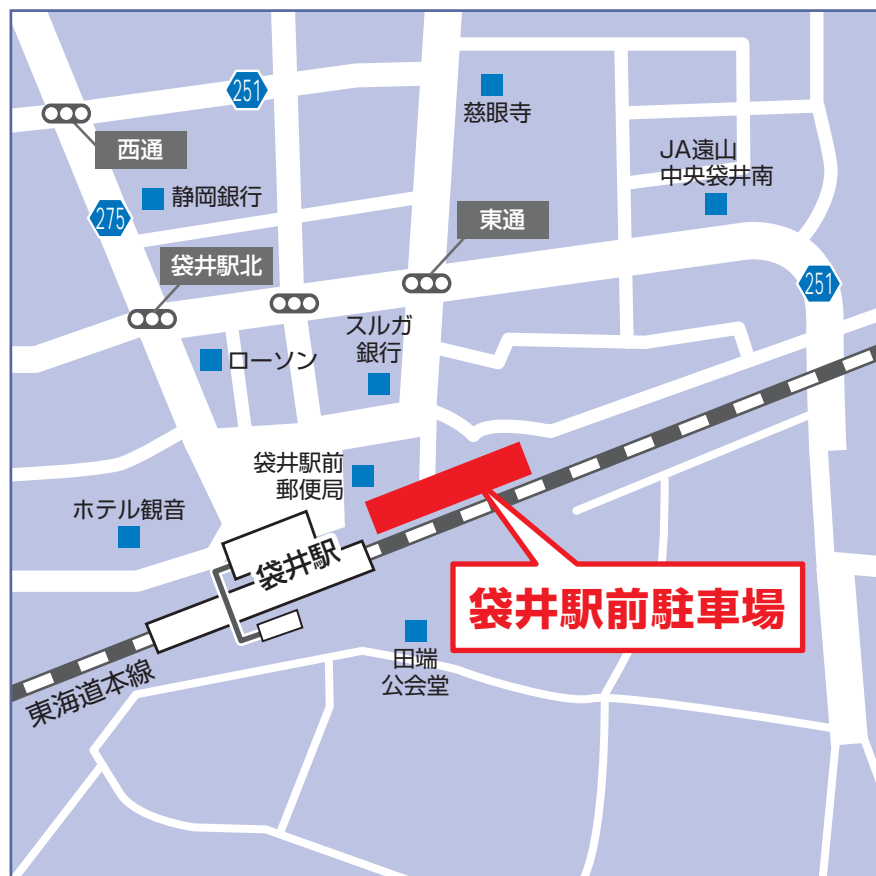 251
慈眼寺
西通
JA遠山
中央袋井南
静岡銀行
275
東通
袋井駅北
251
スルガ
銀行
ローソン
袋井駅前
郵便局
ホテル観音
袋井駅
袋井駅前駐車場
田端
公会堂
東海道本線